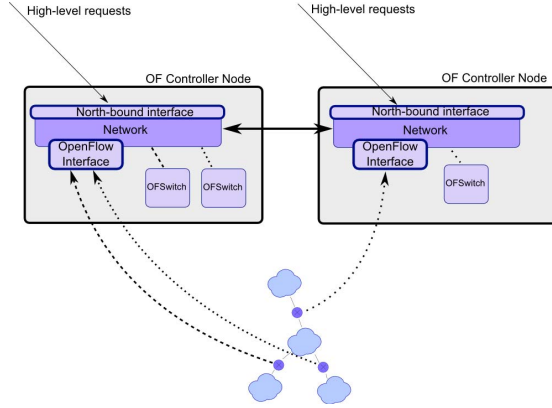 High-level requests
High-level requests
OF Controller Node
OF Controller Node
North-bound interface
Network
OpenFlow
Interface
OFSwitch
OFSwitch
North-bound interface
Network
OpenFlow
Interface
OFSwitch